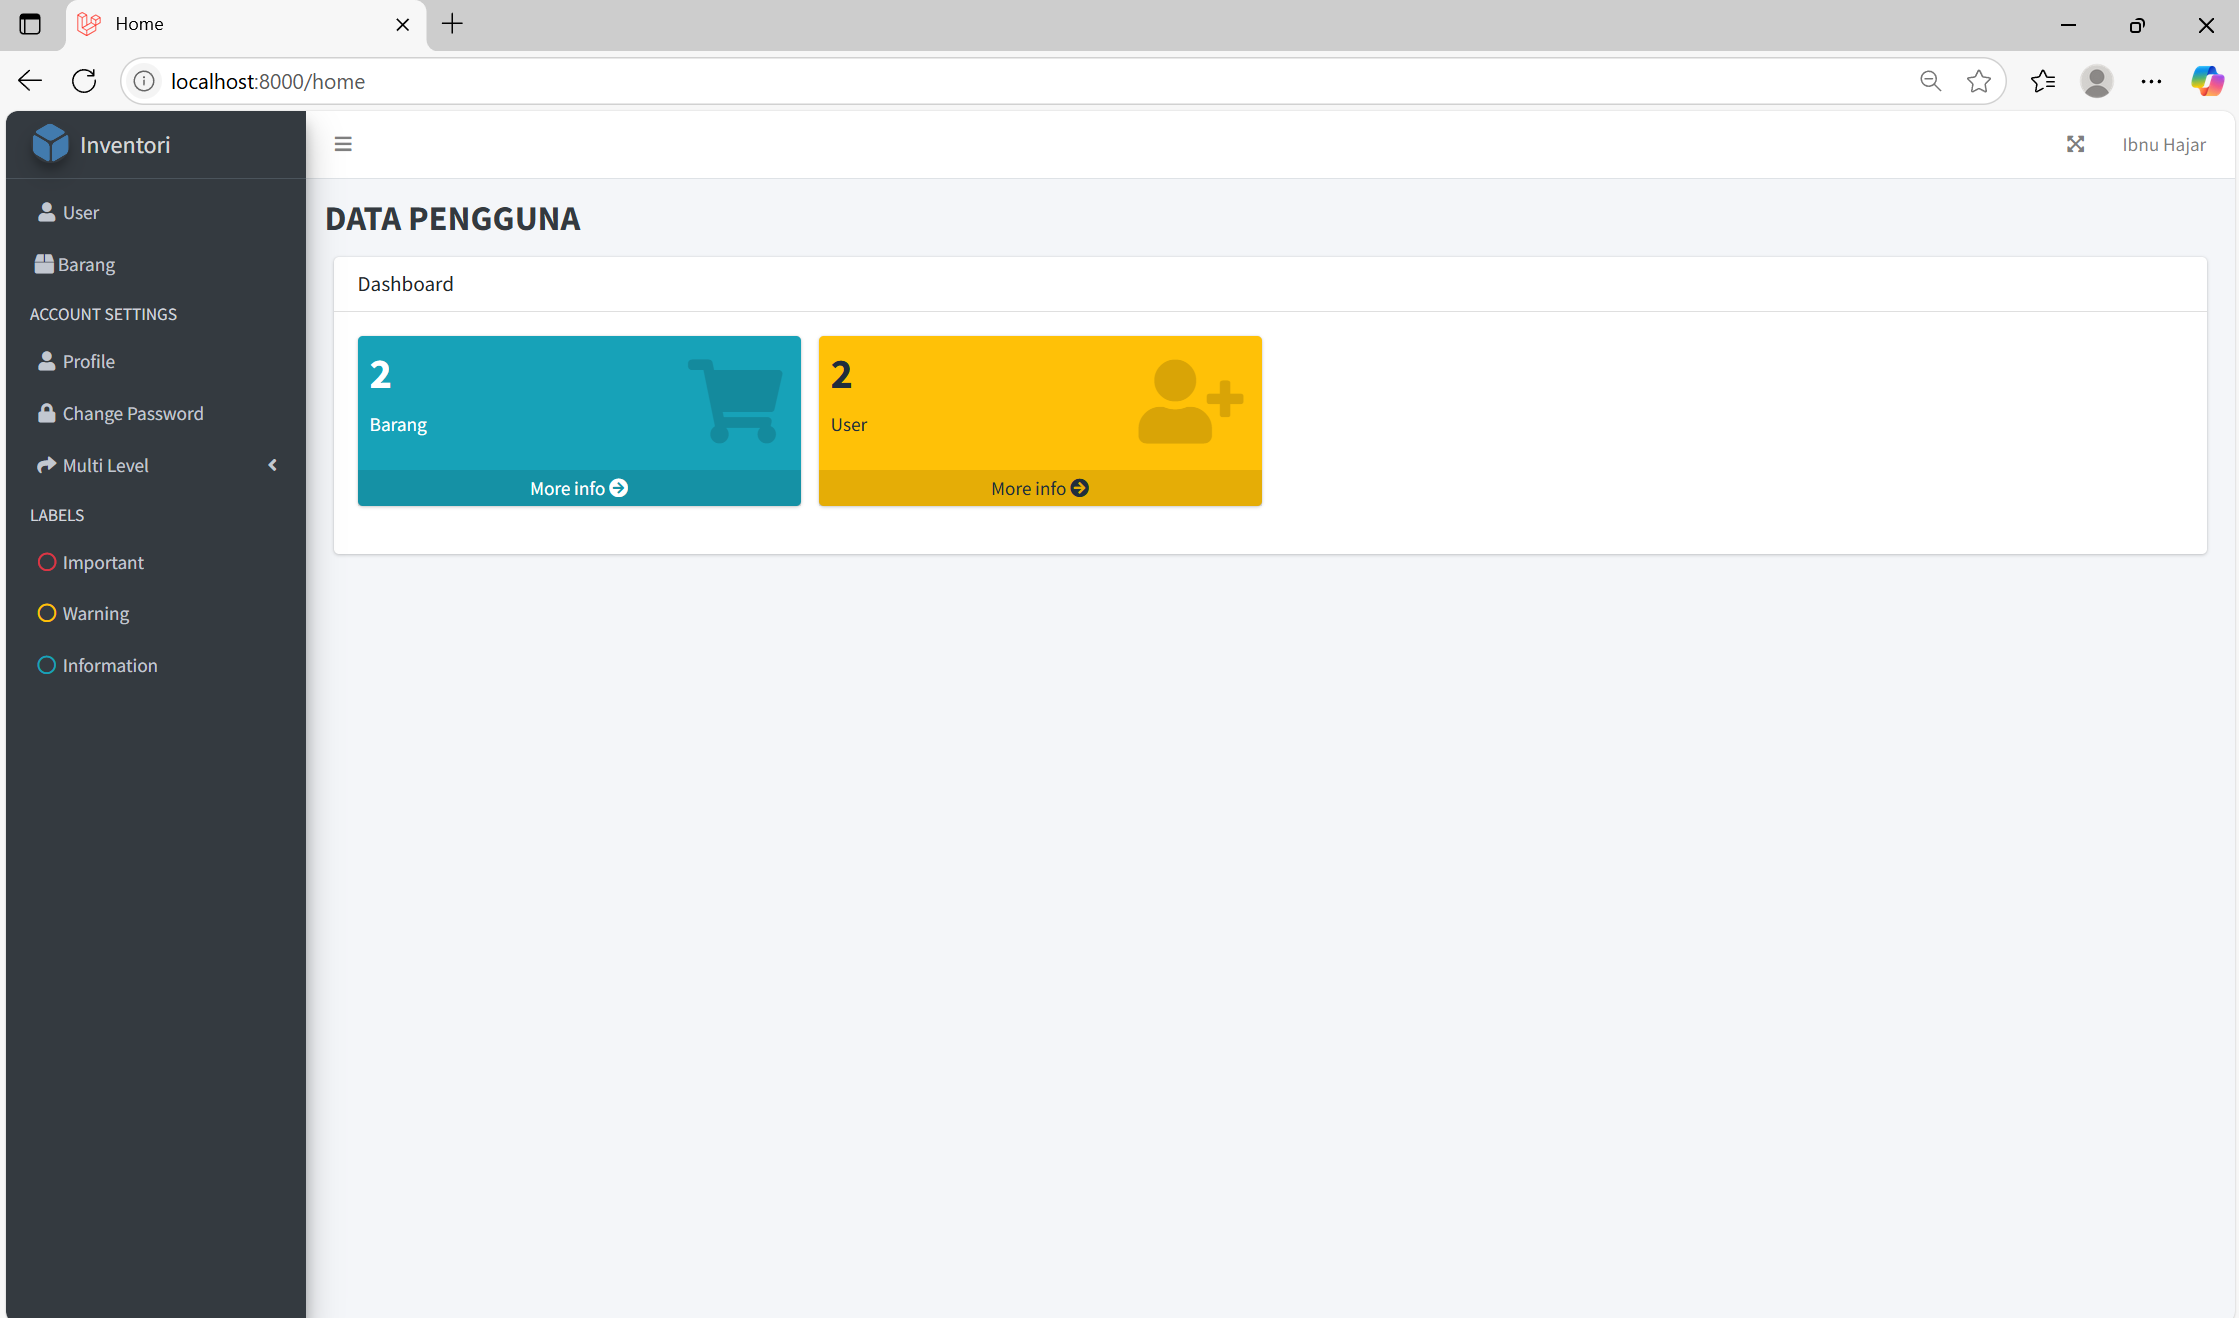 Home
localhost:8000/home
Inventori
Ibnu Hajar
User
Barang
ACCOUNT SETTINGS
Profile
Change Password
Multi Level
LABELS
Important
Warning
Information
DATA PENGGUNA
Dashboard
2
Barang
More info
2
User
More info